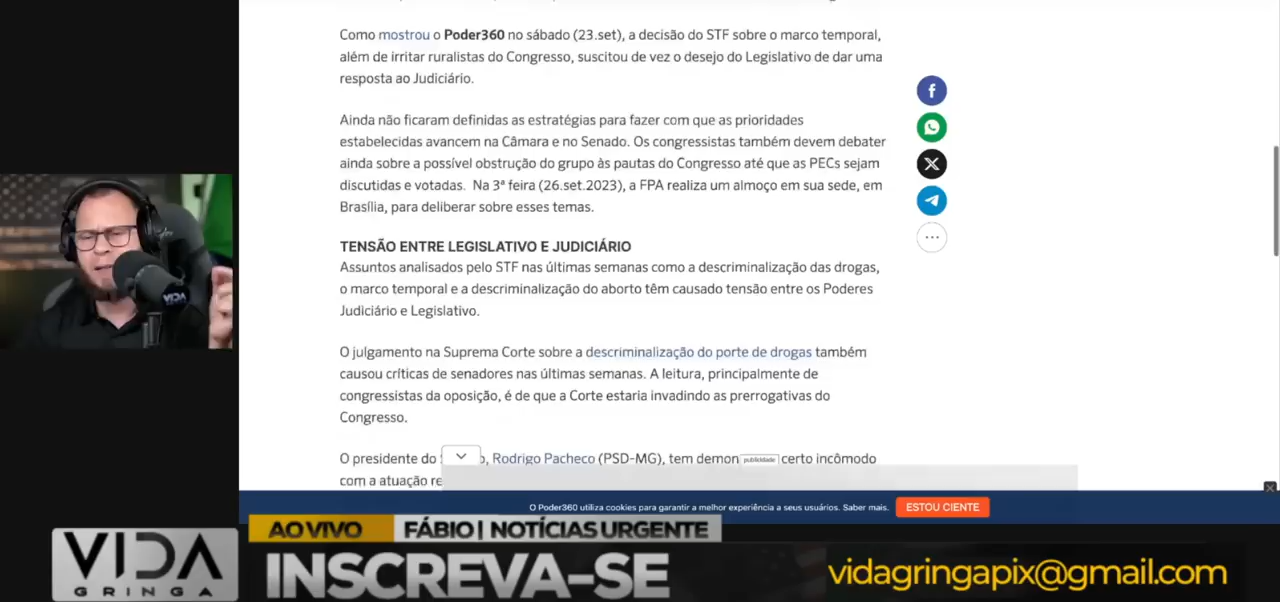 Como mostrou o Poder360 no sábado (23.set), a decisão do STF sobre o marco temporal,
além de irritar ruralistas do Congresso, suscitou de vez o desejo do Legislativo de dar uma
resposta ao Judiciário.
Ainda não ficaram definidas as estratégias para fazer com que as prioridades
estabelecidas avancem na Câmara e no Senado. Os congressistas também devem debater
ainda sobre a possível obstrução do grupo às pautas do Congresso até que as PECs sejam
discutidas e votadas. Na 3ª feira (26.set.2023), a FPA realiza um almoço em sua sede, em
Brasília, para deliberar sobre esses temas.
TENSÃO ENTRE LEGISLATIVO E JUDICIÁRIO
Assuntos analisados pelo STF nas últimas semanas como a descriminalização das drogas,
o marco temporal e a descriminalização do aborto têm causado tensão entre os Poderes
Judiciário e Legislativo.
O julgamento na Suprema Corte sobre a descriminalização do porte de drogas também
causou críticas de senadores nas últimas semanas. A leitura, principalmente de
congressistas da oposição, é de que a Corte estaria invadindo as prerrogativas do
Congresso.
O presidente do Rodrigo Pacheco (PSD-MG), tem demon publicidade certo incômodo
com a atuação re
O Poder360 utiliza cookies para garantir a melhor experiência a seus usuários. Saber mais. ESTOU CIENTE
VIDA
AO VIVO FÁBIO | NOTÍCIAS URGENTE
VIDA
GRINGA
INSCREVA-SE
vidagringapix@gmail.com